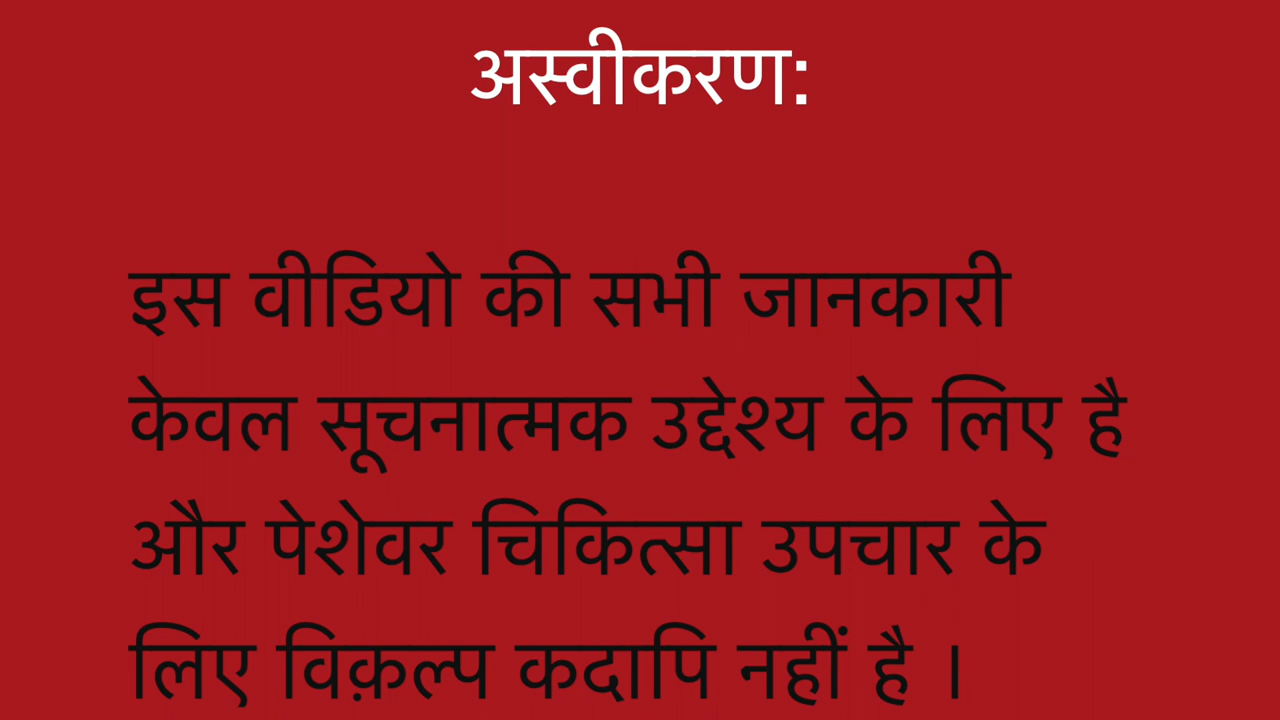 अस्वीकरण:
इस वीडियो की सभी जानकारी
केवल सूचनात्मक उद्देश्य के लिए है
और पेशेवर चिकित्सा उपचार के
लिए विक़ल्प कदापि नहीं है ।